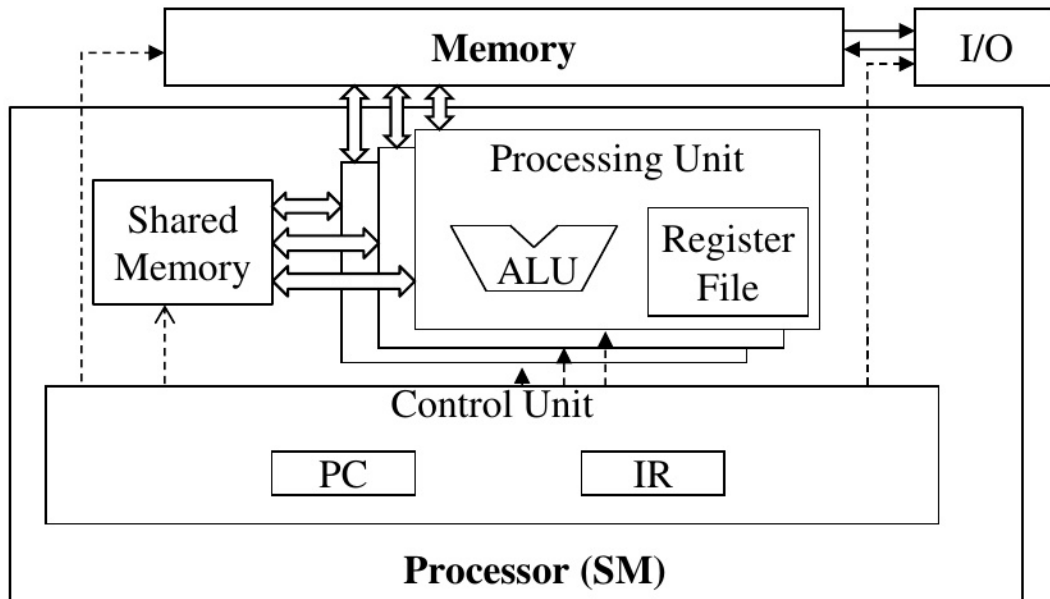 Memory
I/O
Processing Unit
Shared
Memory
ALU
Register
File
Control Unit
PC
IR
Processor (SM)